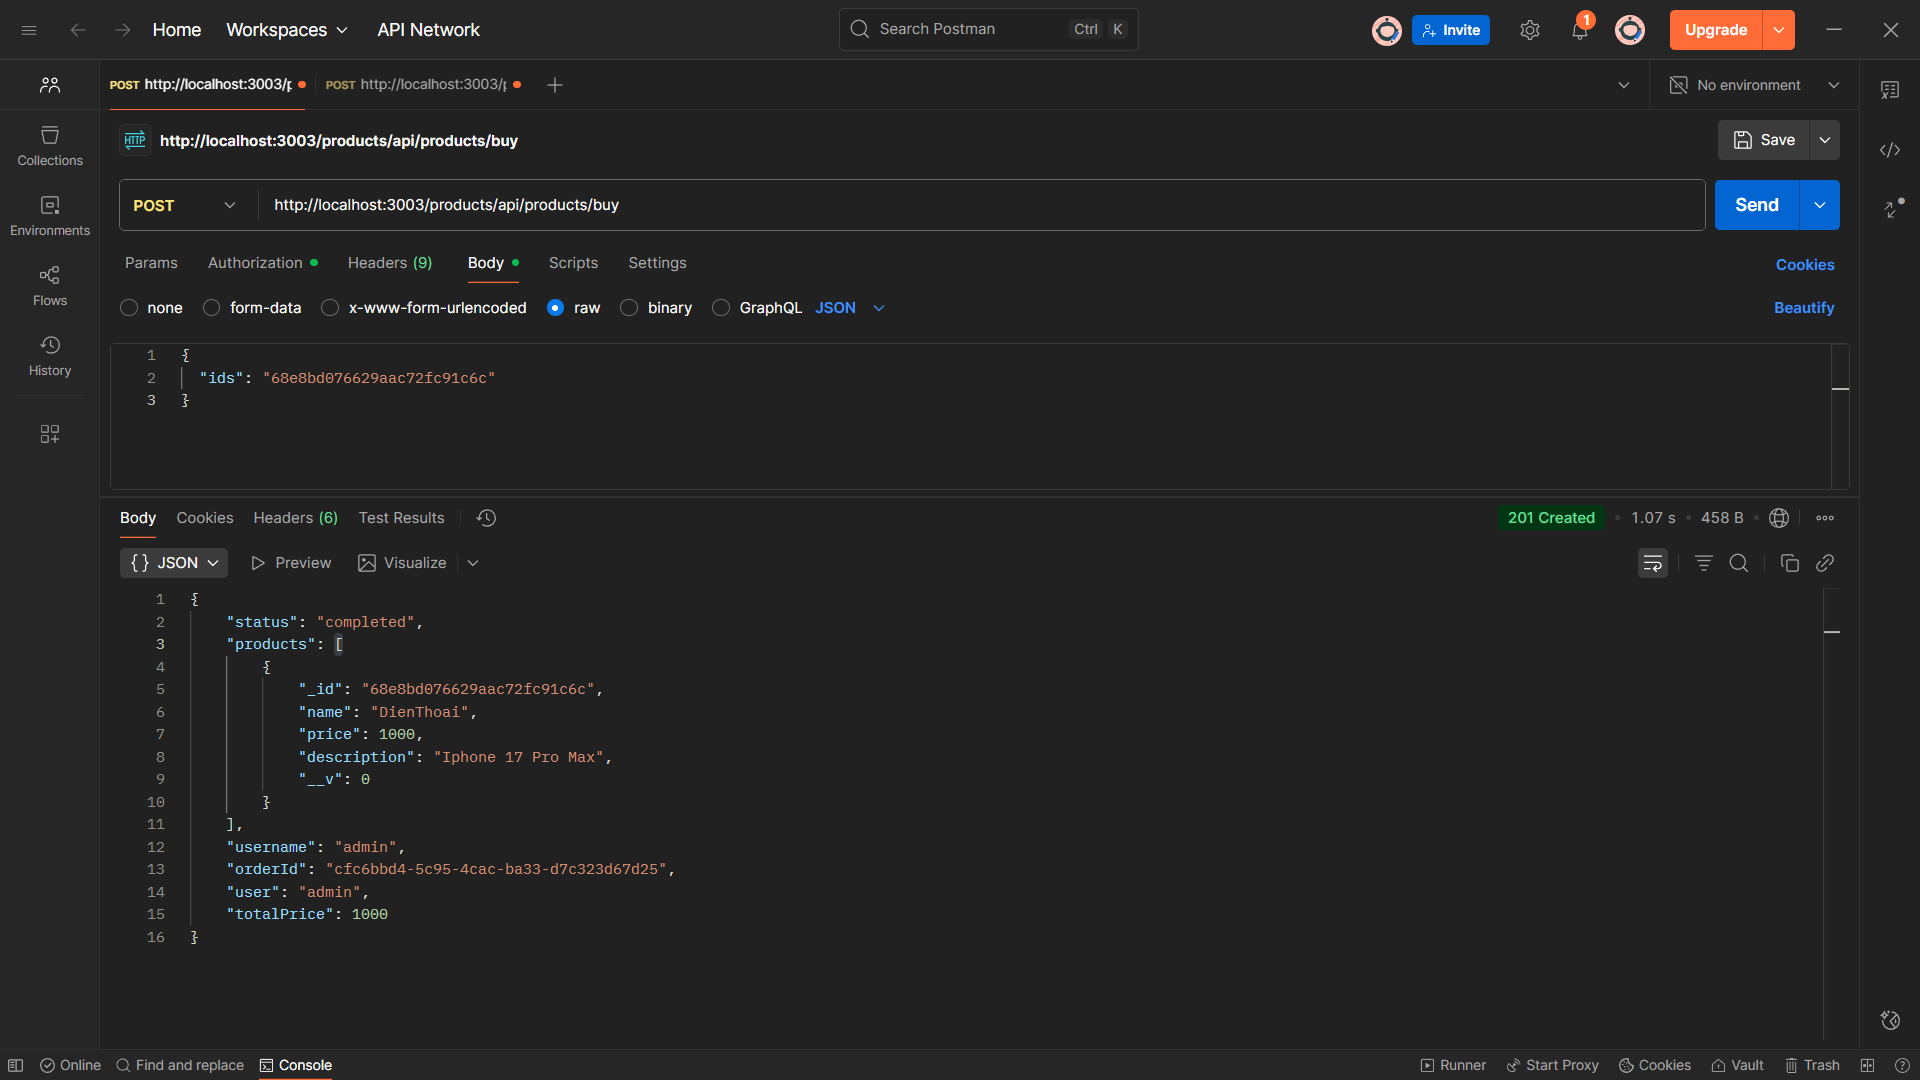 Home Workspaces API Network Search Postman Ctrl K Invite 1 Upgrade
POST http://localhost:3003/p POST http://localhost:3003/p No environment
HTTP http://localhost:3003/products/api/products/buy Save
Collections
POST http://localhost:3003/products/api/products/buy Send
Environments
Params Authorization Headers (9) Body Scripts Settings Cookies
Flows
none form-data x-www-form-urlencoded raw binary GraphQL JSON Beautify
History
1 {
2 "ids": "68e8bd076629aac72fc91c6c"
3 }
Body Cookies Headers (6) Test Results 201 Created • 1.07 s • 458 B
{} JSON Preview Visualize
1 {
2 "status": "completed",
3 "products": [
4 {
5 "_id": "68e8bd076629aac72fc91c6c",
6 "name": "DienThoai",
7 "price": 1000,
8 "description": "Iphone 17 Pro Max",
9 "__v": 0
10 }
11 ],
12 "username": "admin",
13 "orderId": "cfc6bbd4-5c95-4cac-ba33-d7c323d67d25",
14 "user": "admin",
15 "totalPrice": 1000
16 }
Online Find and replace Console Runner Start Proxy Cookies Vault Trash